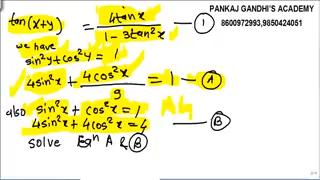 PANKAJ GANDHI'S ACADEMY
8600972993,9850424051
tan(x+y) = 4tanx / 1 - 3tan²x — ①
we have
sin²y + cos²y = 1
4sin²x + 4cos²x / 9 = 1 — Ⓐ
also sin²x + cos²x = 1
4sin²x + 4cos²x = 4 — Ⓑ
solve Eqⁿ A & Ⓑ